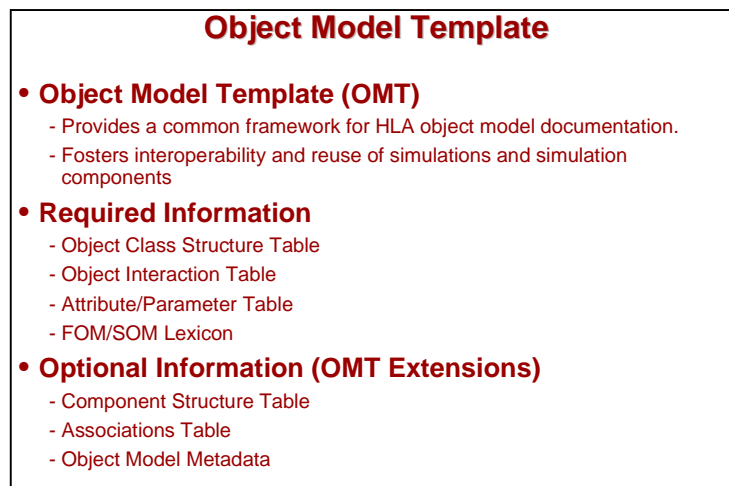 Object Model Template
• Object Model Template (OMT)
- Provides a common framework for HLA object model documentation.
- Fosters interoperability and reuse of simulations and simulation
components
• Required Information
- Object Class Structure Table
- Object Interaction Table
- Attribute/Parameter Table
- FOM/SOM Lexicon
• Optional Information (OMT Extensions)
- Component Structure Table
- Associations Table
- Object Model Metadata